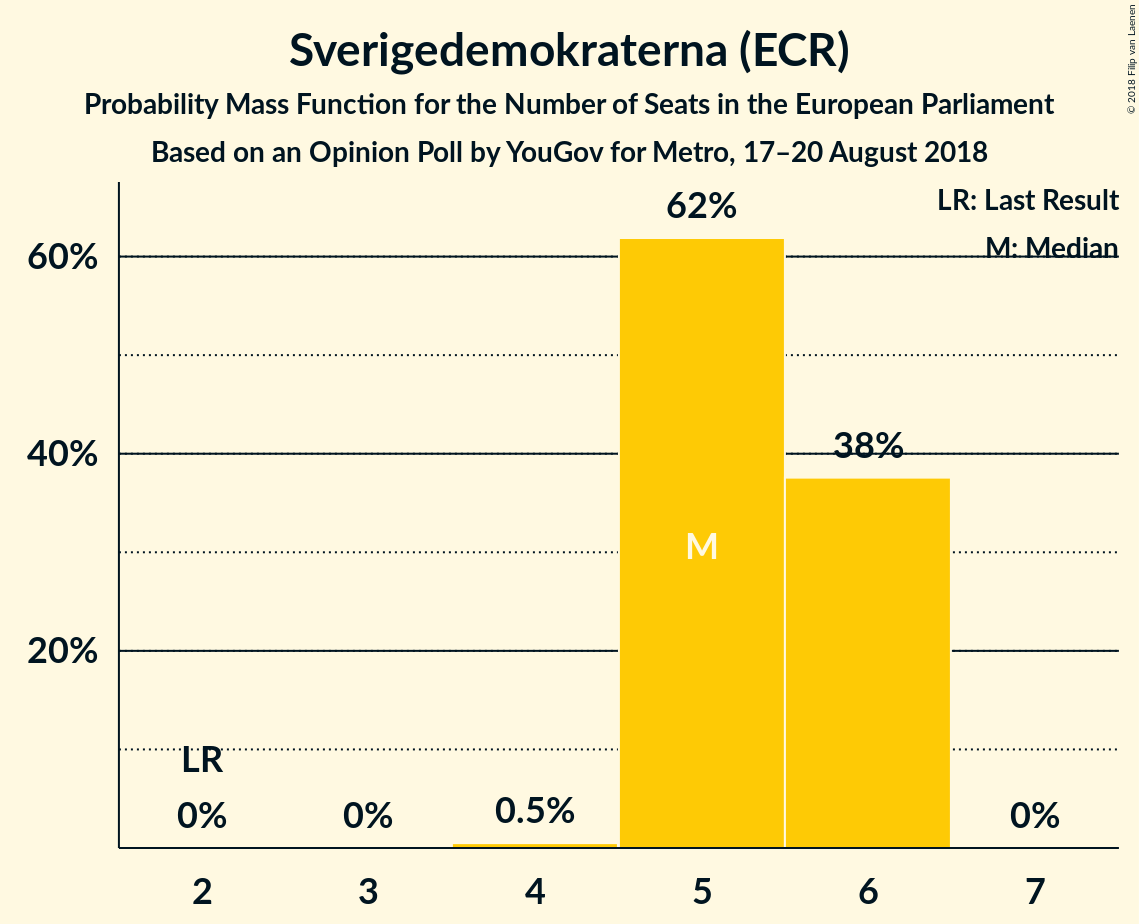 Sverigedemokraterna (ECR)
Probability Mass Function for the Number of Seats in the European Parliament
Based on an Opinion Poll by YouGov for Metro, 17–20 August 2018
© 2018 Filip van Laenen
LR: Last Result
M: Median
60%
40%
20%
LR
0%
0%
0.5%
62%
M
38%
0%
2 3 4 5 6 7